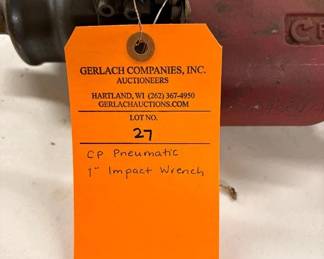 GERLACH COMPANIES, INC.
AUCTIONEERS
HARTLAND, WI (262) 367-4950
GERLACHAUCTIONS.COM
LOT NO.
27
CP Pneumatic
1" Impact Wrench